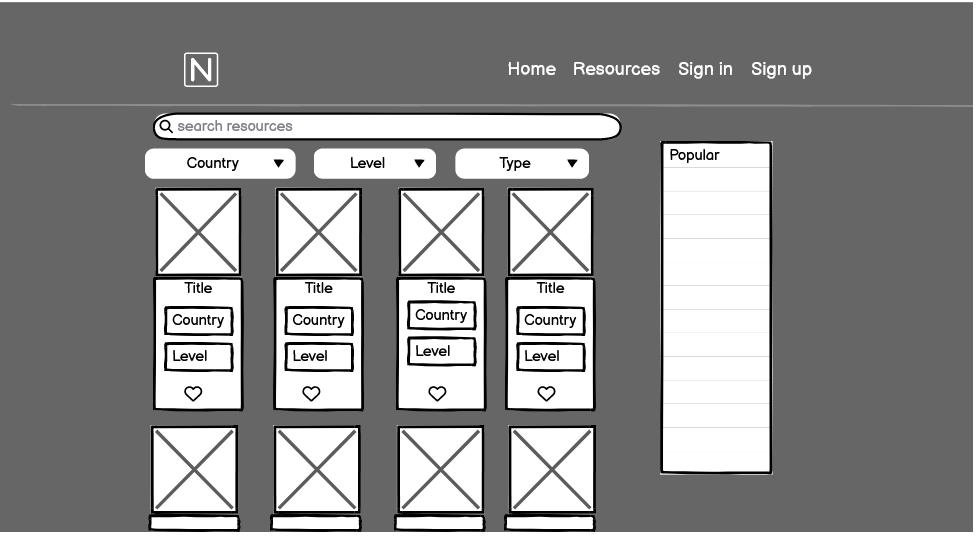 N Home Resources Sign in Sign up
search resources
Country Level Type
Popular
Title Title Title Title
Country Country Country Country
Level Level Level Level